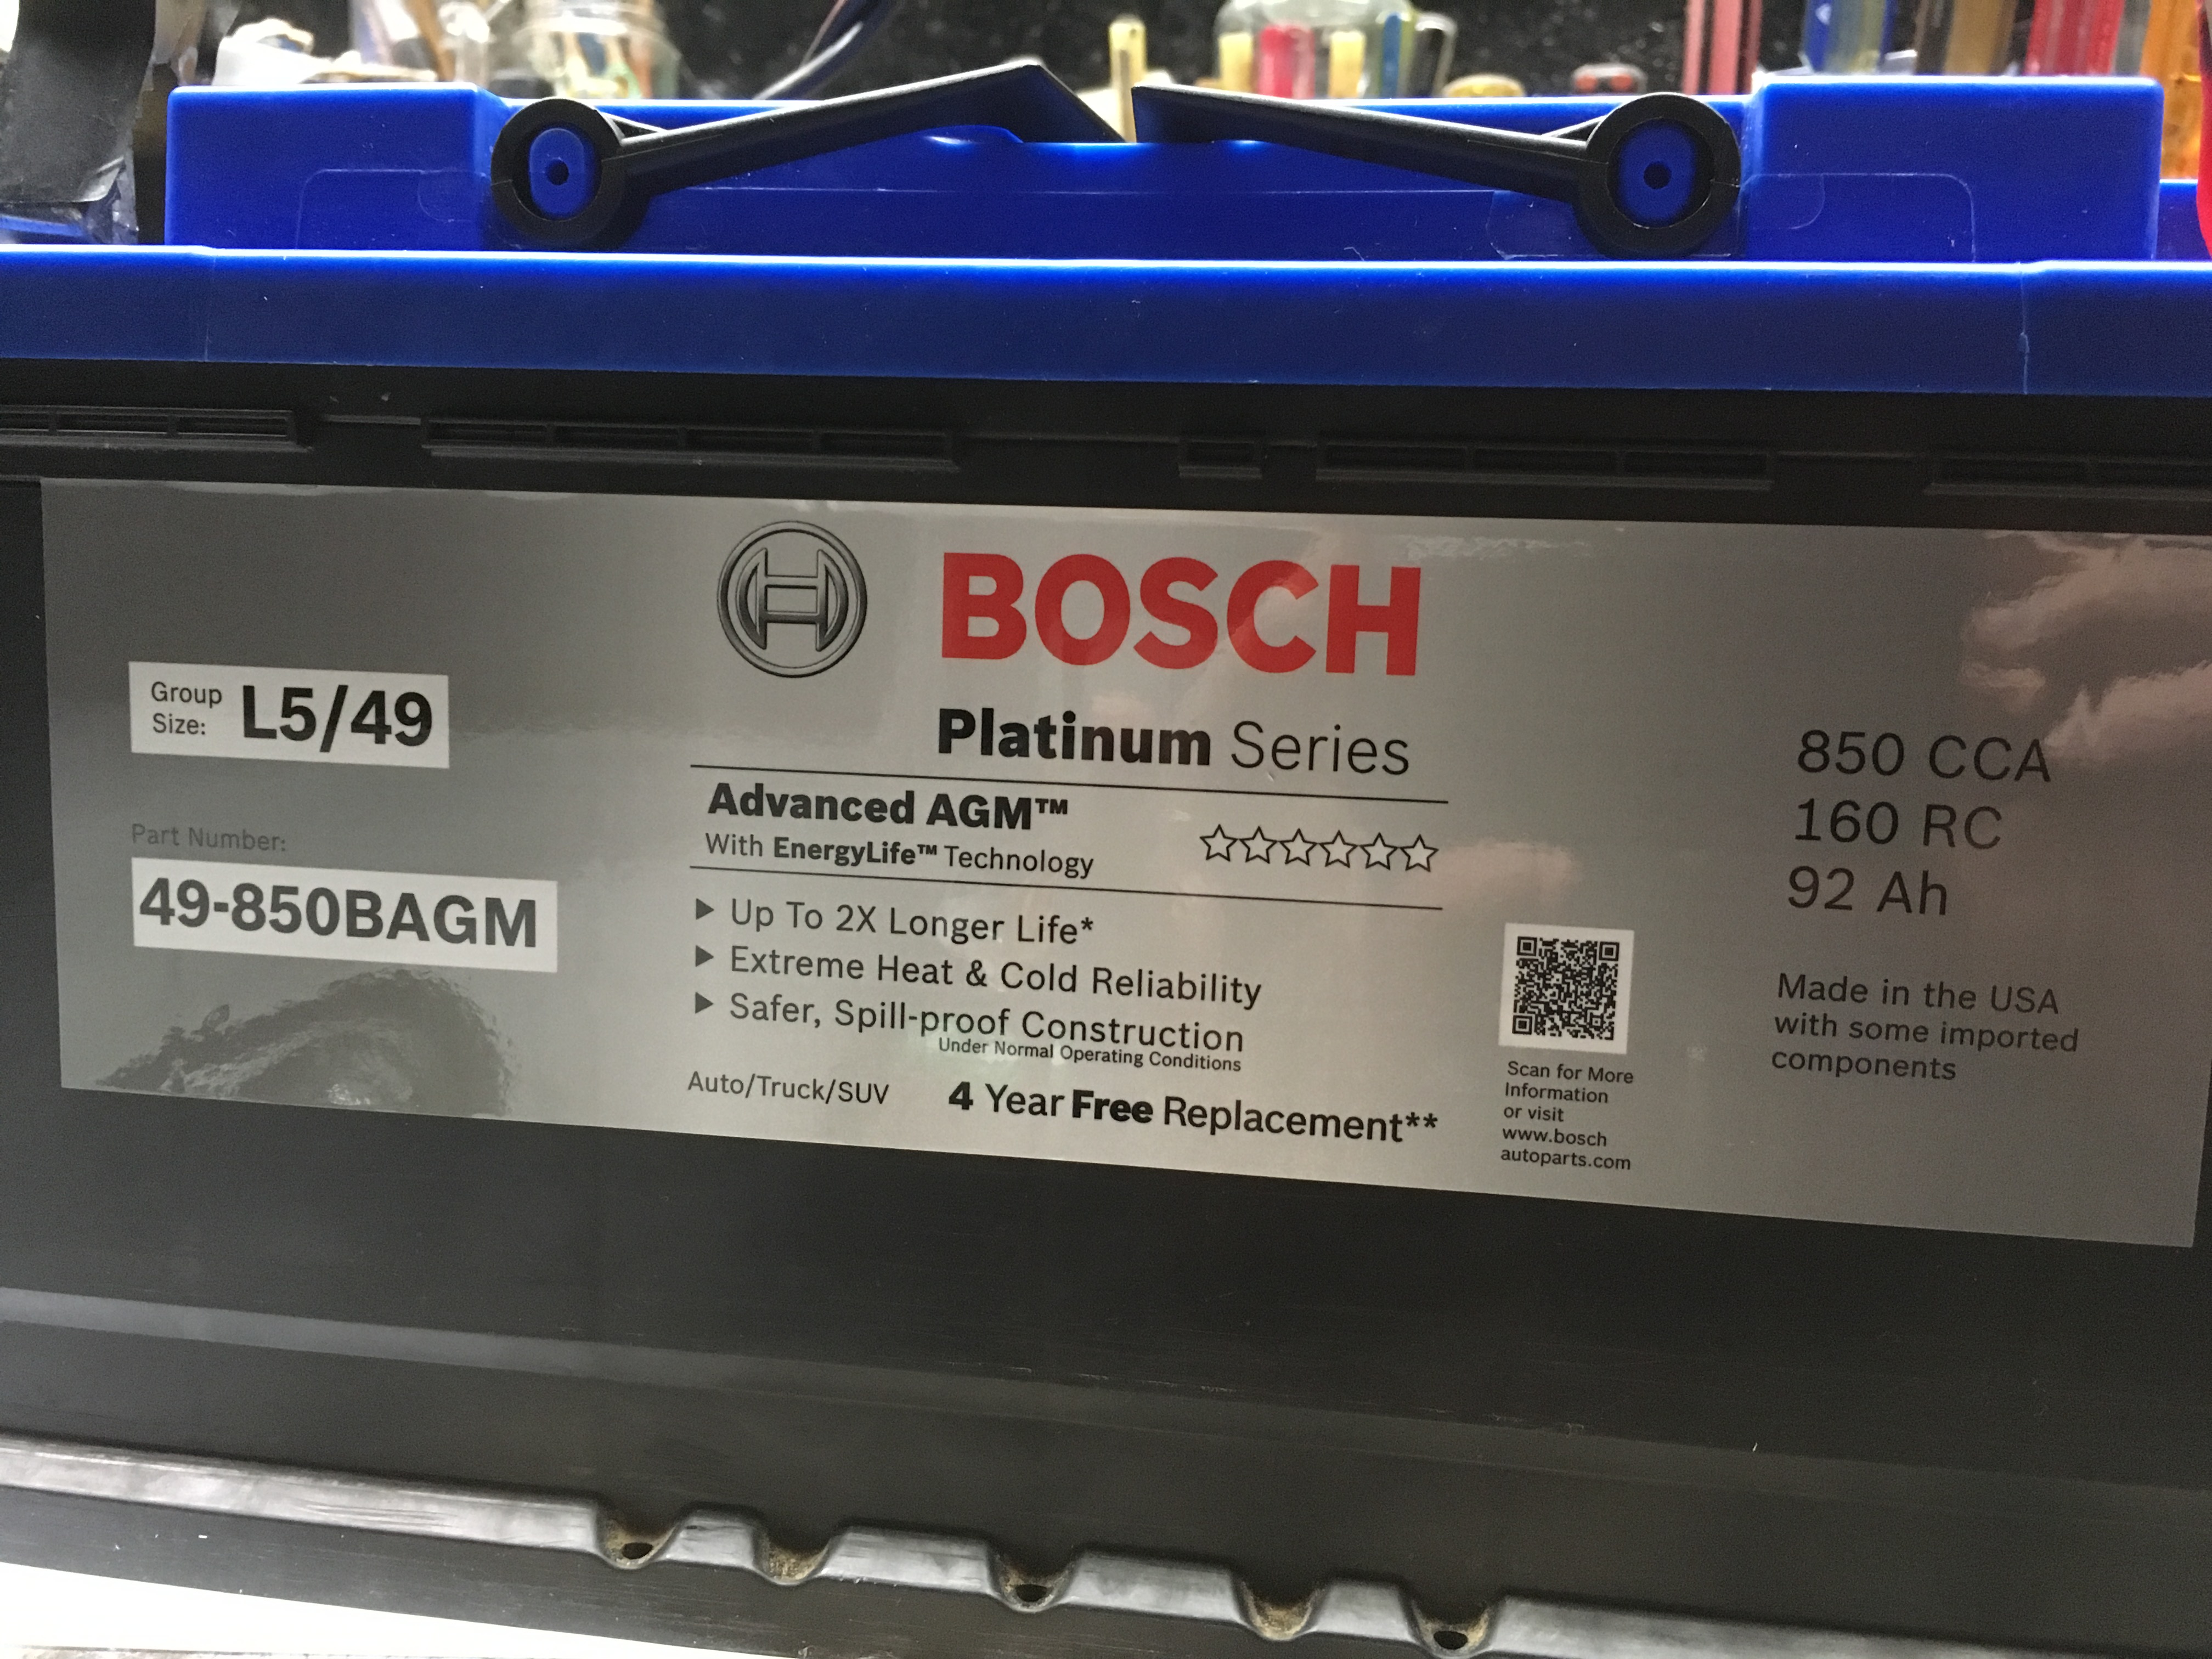 BOSCH
Platinum Series
Group
Size: L5/49
Part Number:
49-850BAGM
Advanced AGM™
With EnergyLife™ Technology
Up To 2X Longer Life*
Extreme Heat & Cold Reliability
Safer, Spill-proof Construction
Under Normal Operating Conditions
Auto/Truck/SUV
4 Year Free Replacement**
Scan for More
Information
or visit
www.bosch
autoparts.com
850 CCA
160 RC
92 Ah
Made in the USA
with some imported
components